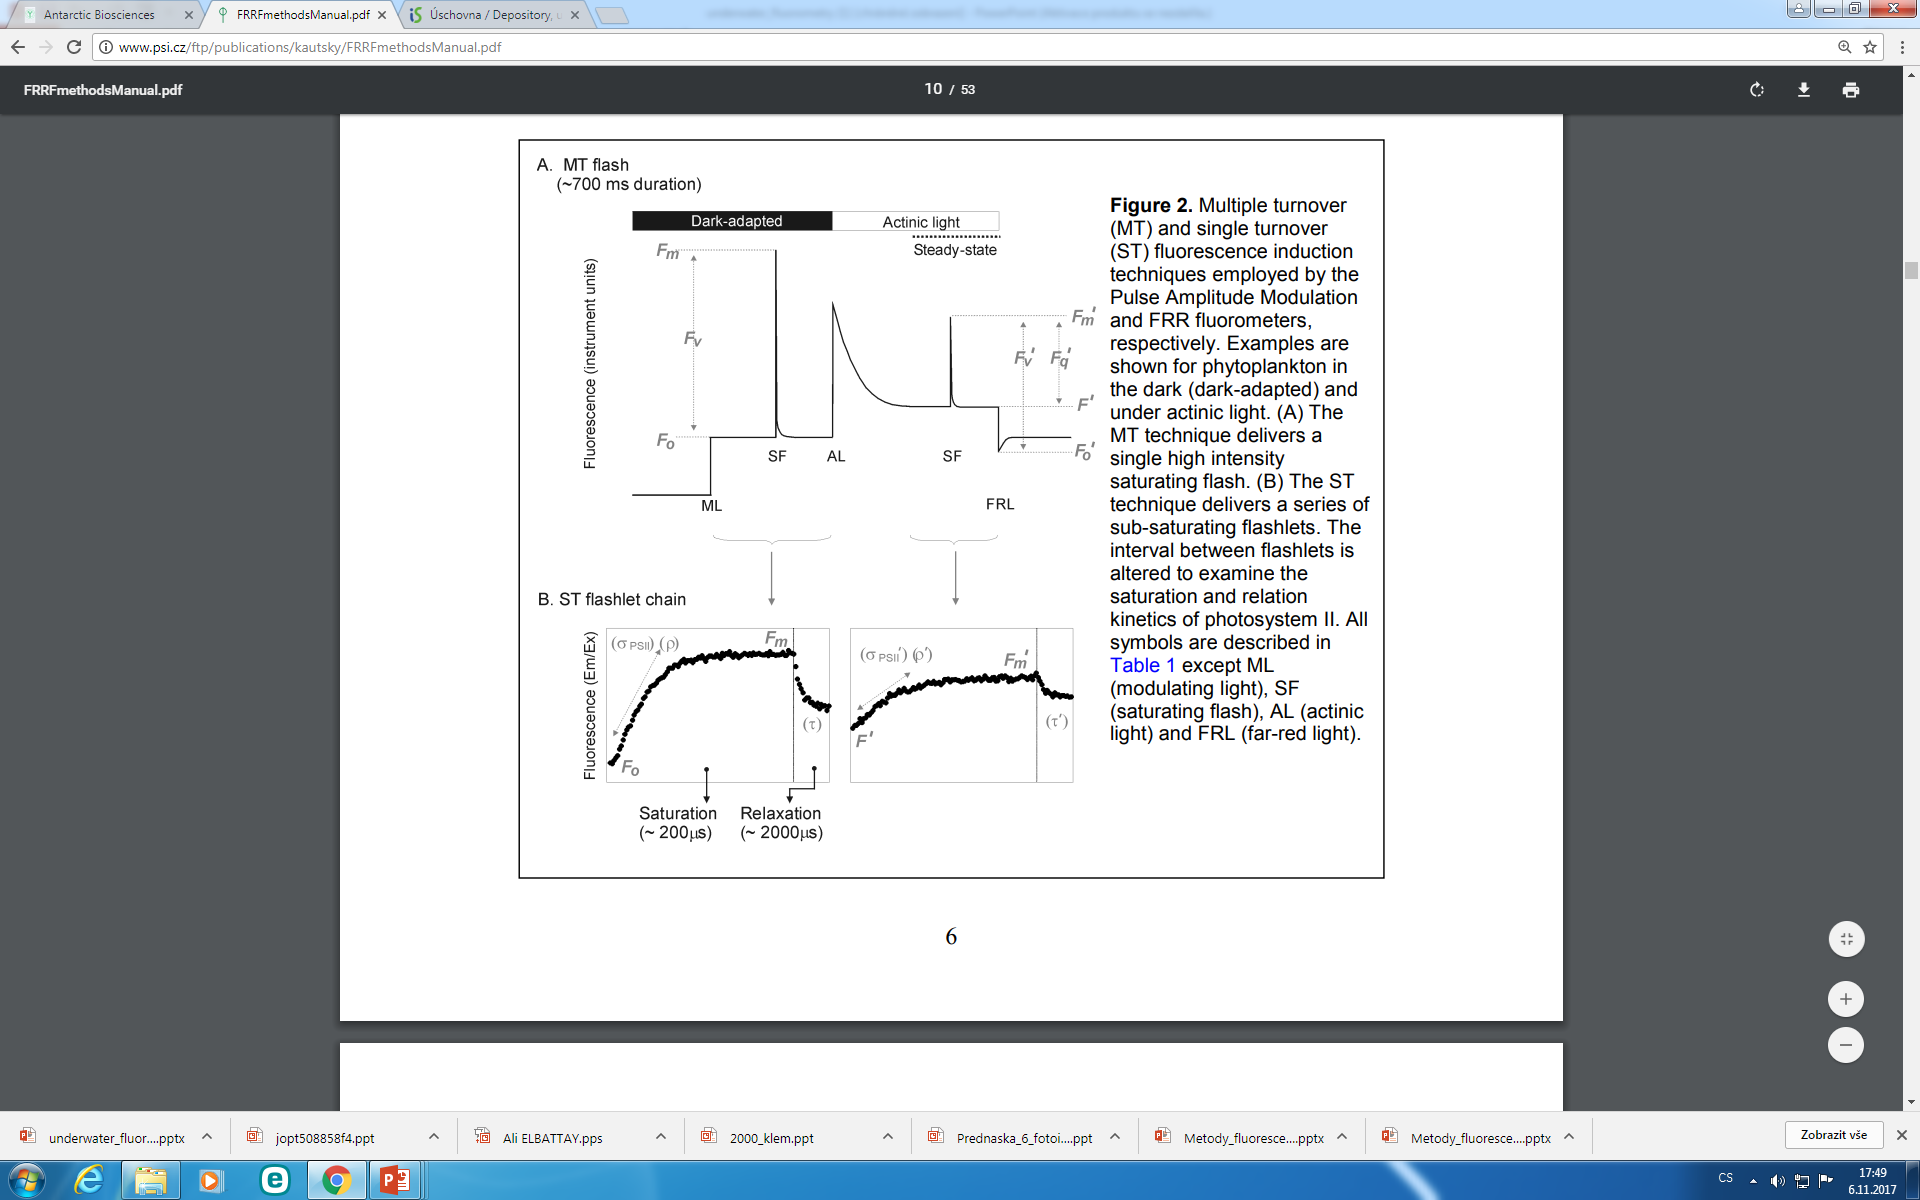 Antarctic Biosciences
FRRFmethodsManual.pdf
Úschovna / Depository,
www.psi.cz/ftp/publications/kautsky/FRRFmethodsManual.pdf
FRRFmethodsManual.pdf
10 / 53
A. MT flash
(~700 ms duration)
Dark-adapted
Actinic light
Steady-state
Fluorescence (instrument units)
Fm
Fv
Fo
SF
AL
SF
ML
FRL
Fm'
Fv'
Fq'
F'
Fo'
B. ST flashlet chain
Fluorescence (Em/Ex)
(σ PSII) (ρ)
Fm
(τ)
Fo
(σ PSII') (ρ')
Fm'
(τ')
F'
Saturation
(~ 200µs)
Relaxation
(~ 2000µs)
Figure 2. Multiple turnover
(MT) and single turnover
(ST) fluorescence induction
techniques employed by the
Pulse Amplitude Modulation
and FRR fluorometers,
respectively. Examples are
shown for phytoplankton in
the dark (dark-adapted) and
under actinic light. (A) The
MT technique delivers a
single high intensity
saturating flash. (B) The ST
technique delivers a series of
sub-saturating flashlets. The
interval between flashlets is
altered to examine the
saturation and relation
kinetics of photosystem II. All
symbols are described in
Table 1 except ML
(modulating light), SF
(saturating flash), AL (actinic
light) and FRL (far-red light).
6
underwater_fluor....pptx
jopt508858f4.ppt
Ali ELBATTAY.pps
2000_klem.ppt
Prednaska_6_fotoi....ppt
Metody_fluoresce....pptx
Metody_fluoresce....pptx
Zobrazit vše
CS
17:49
6.11.2017